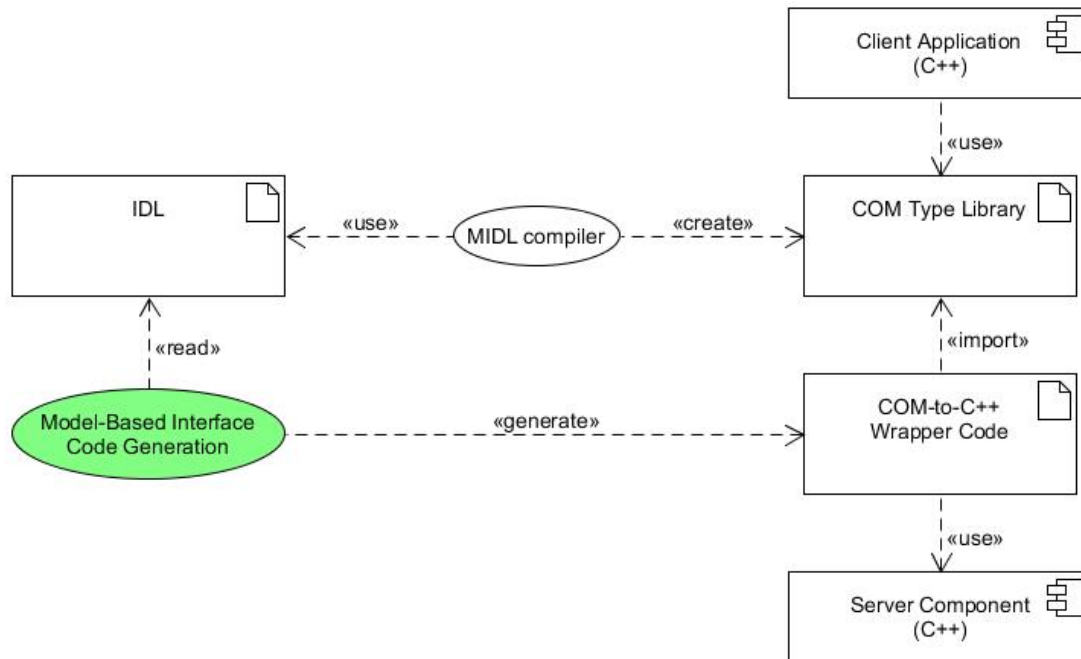 Client Application
(C++)
«use»
IDL
COM Type Library
«use»
MIDL compiler
«create»
«read»
«import»
Model-Based Interface
Code Generation
«generate»
COM-to-C++
Wrapper Code
«use»
Server Component
(C++)